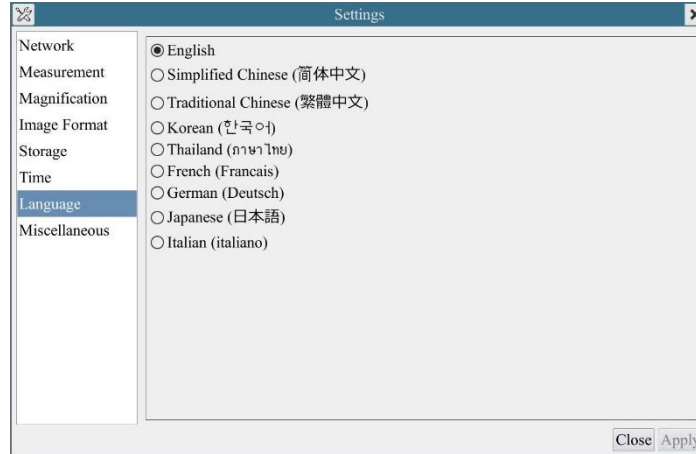 Settings
Network
Measurement
Magnification
Image Format
Storage
Time
Language
Miscellaneous
English
Simplified Chinese (简体中文)
Traditional Chinese (繁體中文)
Korean (한국어)
Thailand (ภาษาไทย)
French (Francais)
German (Deutsch)
Japanese (日本語)
Italian (italiano)
Close Apply